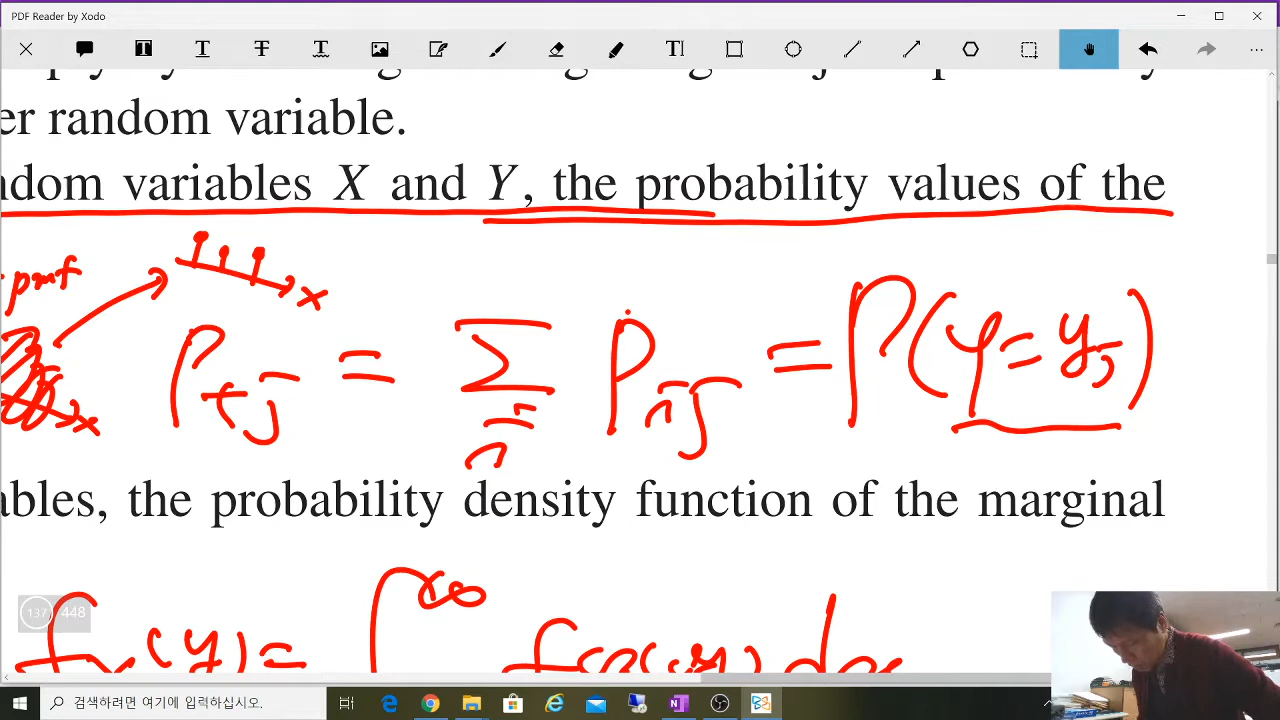 PDF Reader by Xodo
er random variable.
ndom variables X and Y, the probability values of the
pmf
x
x
P+j = Σ i Pij = P(Y=yj)
ables, the probability density function of the marginal
137 448
(y) =
∞
검색하려면 여기에 입력하십시오.